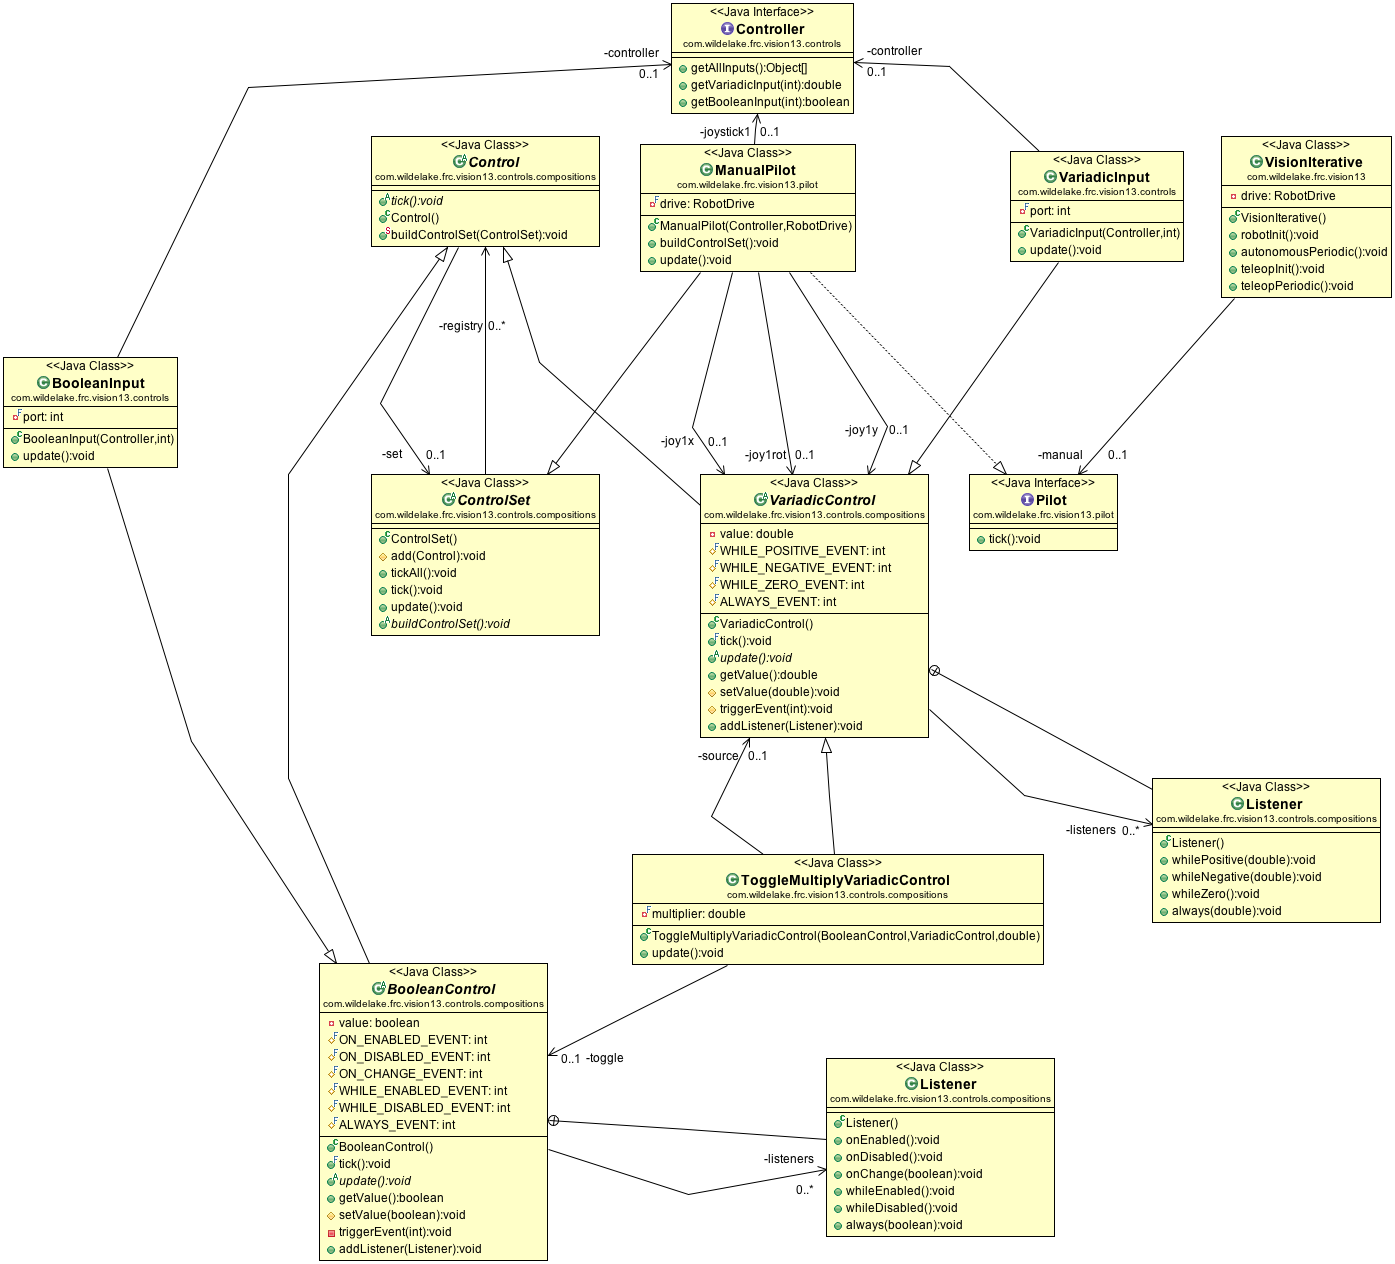 <<Java Interface>>
Controller
com.wildelake.frc.vision13.controls
getAllInputs():Object[]
getVariadicInput(int):double
getBooleanInput(int):boolean
-controller
0..1
-controller
0..1
-joystick1 0..1
<<Java Class>>
Control
com.wildelake.frc.vision13.controls.compositions
tick():void
Control()
buildControlSet(ControlSet):void
<<Java Class>>
ManualPilot
com.wildelake.frc.vision13.pilot
drive: RobotDrive
ManualPilot(Controller,RobotDrive)
buildControlSet():void
update():void
<<Java Class>>
VariadicInput
com.wildelake.frc.vision13.controls
port: int
VariadicInput(Controller,int)
update():void
<<Java Class>>
VisionIterative
com.wildelake.frc.vision13
drive: RobotDrive
VisionIterative()
robotInit():void
autonomousPeriodic():void
teleopInit():void
teleopPeriodic():void
-registry 0..*
<<Java Class>>
BooleanInput
com.wildelake.frc.vision13.controls
port: int
BooleanInput(Controller,int)
update():void
-set 0..1
-joy1x 0..1
-joy1rot 0..1
-joy1y 0..1
-manual 0..1
<<Java Class>>
ControlSet
com.wildelake.frc.vision13.controls.compositions
ControlSet()
add(Control):void
tickAll():void
tick():void
update():void
buildControlSet():void
<<Java Class>>
VariadicControl
com.wildelake.frc.vision13.controls.compositions
value: double
WHILE_POSITIVE_EVENT: int
WHILE_NEGATIVE_EVENT: int
WHILE_ZERO_EVENT: int
ALWAYS_EVENT: int
VariadicControl()
tick():void
update():void
getValue():double
setValue(double):void
triggerEvent(int):void
addListener(Listener):void
<<Java Interface>>
Pilot
com.wildelake.frc.vision13.pilot
tick():void
-source 0..1
-listeners 0..*
<<Java Class>>
Listener
com.wildelake.frc.vision13.controls.compositions
Listener()
whilePositive(double):void
whileNegative(double):void
whileZero():void
always(double):void
<<Java Class>>
ToggleMultiplyVariadicControl
com.wildelake.frc.vision13.controls.compositions
multiplier: double
ToggleMultiplyVariadicControl(BooleanControl,VariadicControl,double)
update():void
0..1 -toggle
<<Java Class>>
BooleanControl
com.wildelake.frc.vision13.controls.compositions
value: boolean
ON_ENABLED_EVENT: int
ON_DISABLED_EVENT: int
ON_CHANGE_EVENT: int
WHILE_ENABLED_EVENT: int
WHILE_DISABLED_EVENT: int
ALWAYS_EVENT: int
BooleanControl()
tick():void
update():void
getValue():boolean
setValue(boolean):void
triggerEvent(int):void
addListener(Listener):void
-listeners
0..*
<<Java Class>>
Listener
com.wildelake.frc.vision13.controls.compositions
Listener()
onEnabled():void
onDisabled():void
onChange(boolean):void
whileEnabled():void
whileDisabled():void
always(boolean):void